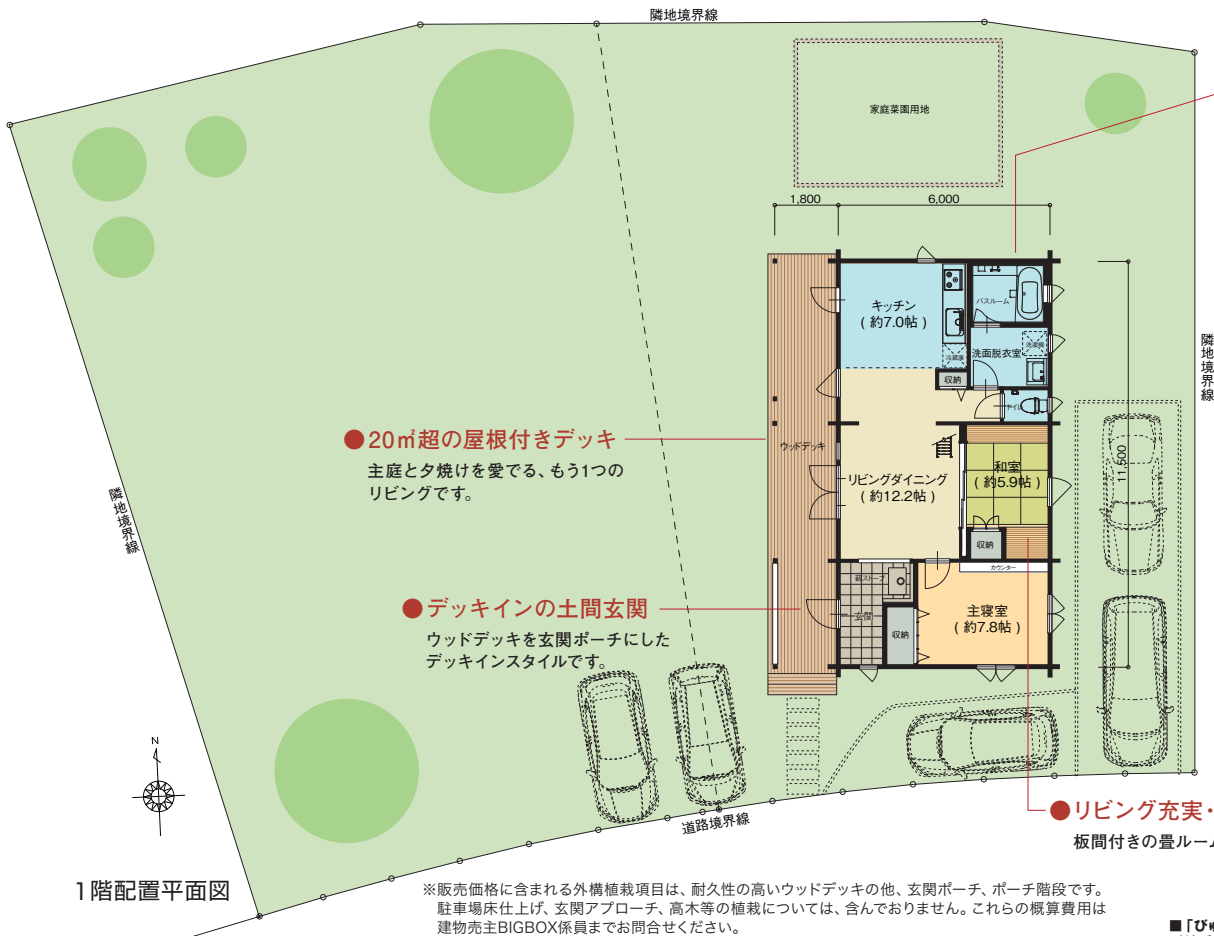 隣地境界線
家庭菜園用地
1,800
6,000
キッチン
( 約7.0帖 )
バスルーム
洗面脱衣室
洗濯機
冷蔵庫
収納
トイレ
隣地境界線
●20㎡超の屋根付きデッキ
主庭と夕焼けを愛でる、もう1つの
リビングです。
ウッドデッキ
リビングダイニング
( 約12.2帖 )
和室
( 約5.9帖 )
11,500
収納
隣地境界線
カウンター
薪ストーブ
●デッキインの土間玄関
ウッドデッキを玄関ポーチにした
デッキインスタイルです。
玄関
収納
主寝室
( 約7.8帖 )
N
道路境界線
●リビング充実・
板間付きの畳ルーム
1階配置平面図
※販売価格に含まれる外構植栽項目は、耐久性の高いウッドデッキの他、玄関ポーチ、ポーチ階段です。
駐車場床仕上げ、玄関アプローチ、高木等の植栽については、含んでおりません。これらの概算費用は
建物売主BIGBOX係員までお問合せください。
■「びゅ